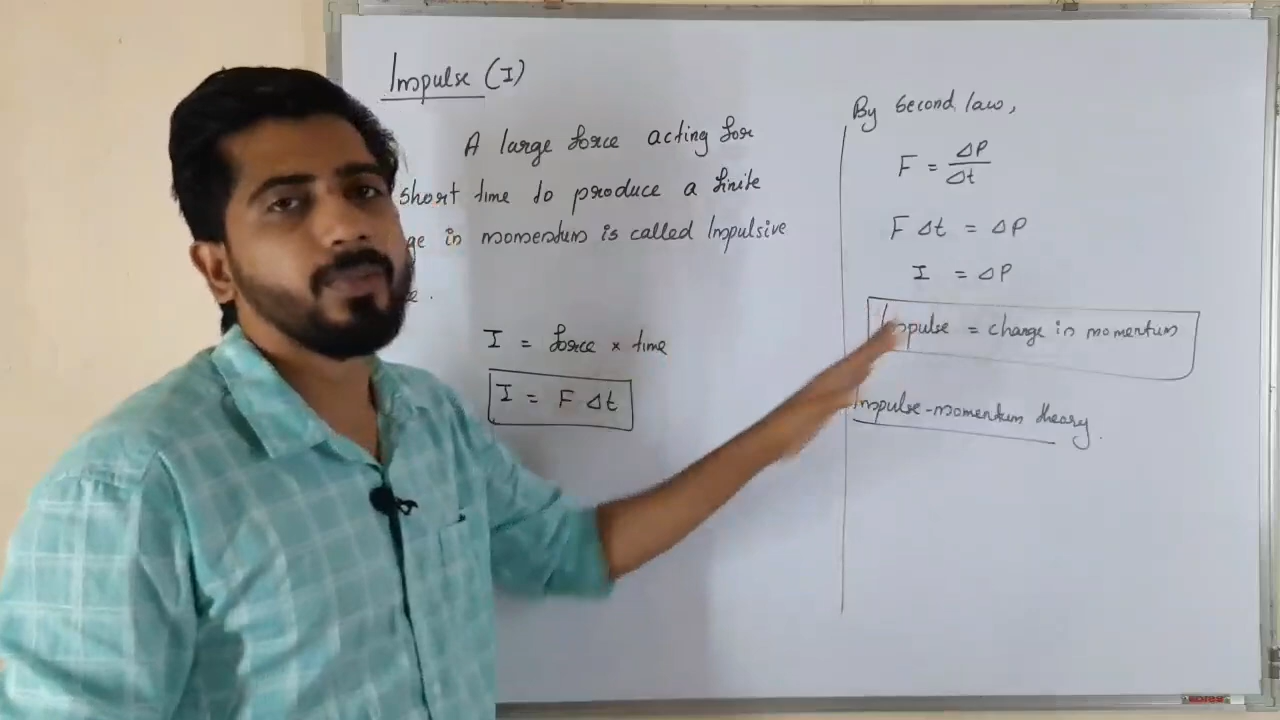 Impulse (I)
A large force acting for
short time to produce a finite
ge in momentum is called Impulsive
e.
I = force × time
I = F Δt
By Second law,
F = ΔP/Δt
F Δt = ΔP
I = ΔP
Impulse = change in momentum
Impulse-momentum theory.